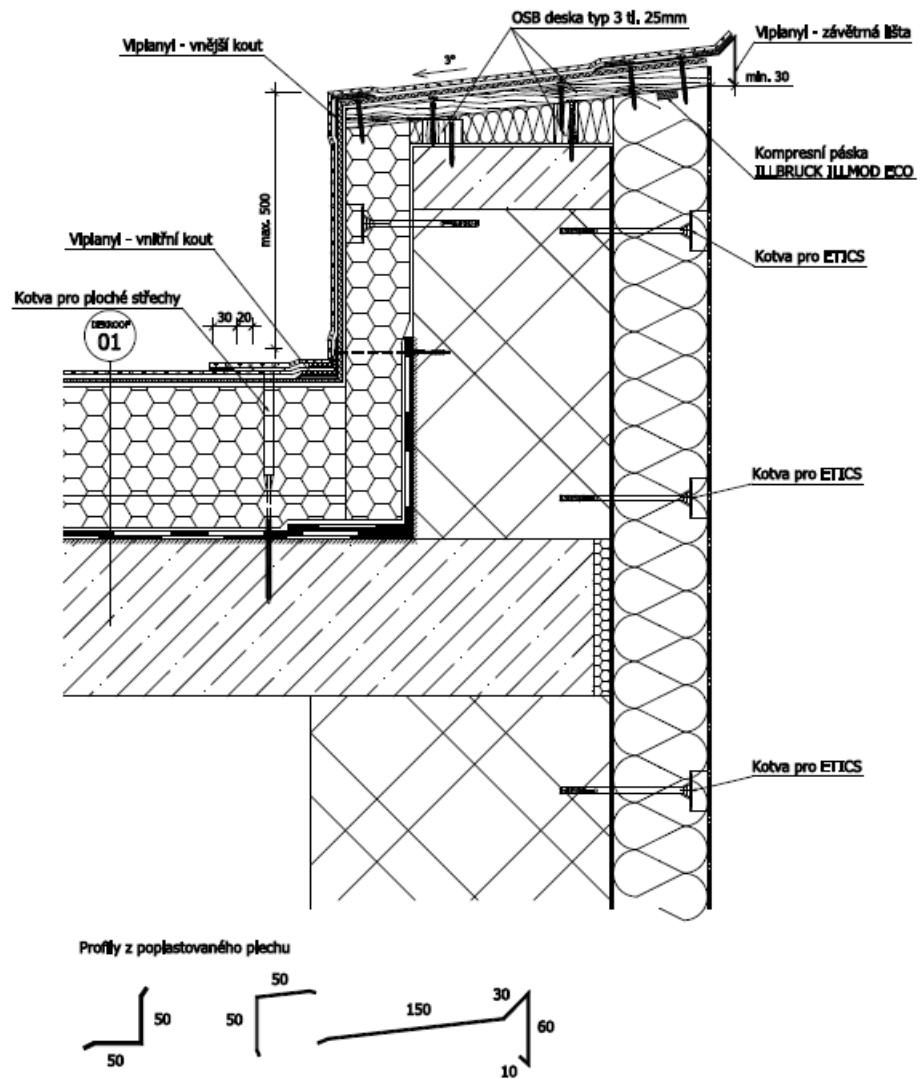 OSB deska typ 3 tl. 25mm
Viplanyl - vnější kout
Viplanyl - závětrná lišta
3°
min. 30
Kompresní páska
ILLBRUCK ILLMOD ECO
max. 500
Viplanyl - vnitřní kout
Kotva pro ETICS
Kotva pro ploché střechy
30 20
DEKROOF
01
Kotva pro ETICS
Kotva pro ETICS
Profily z poplastovaného plechu
50
50
50
50
150
30
60
10